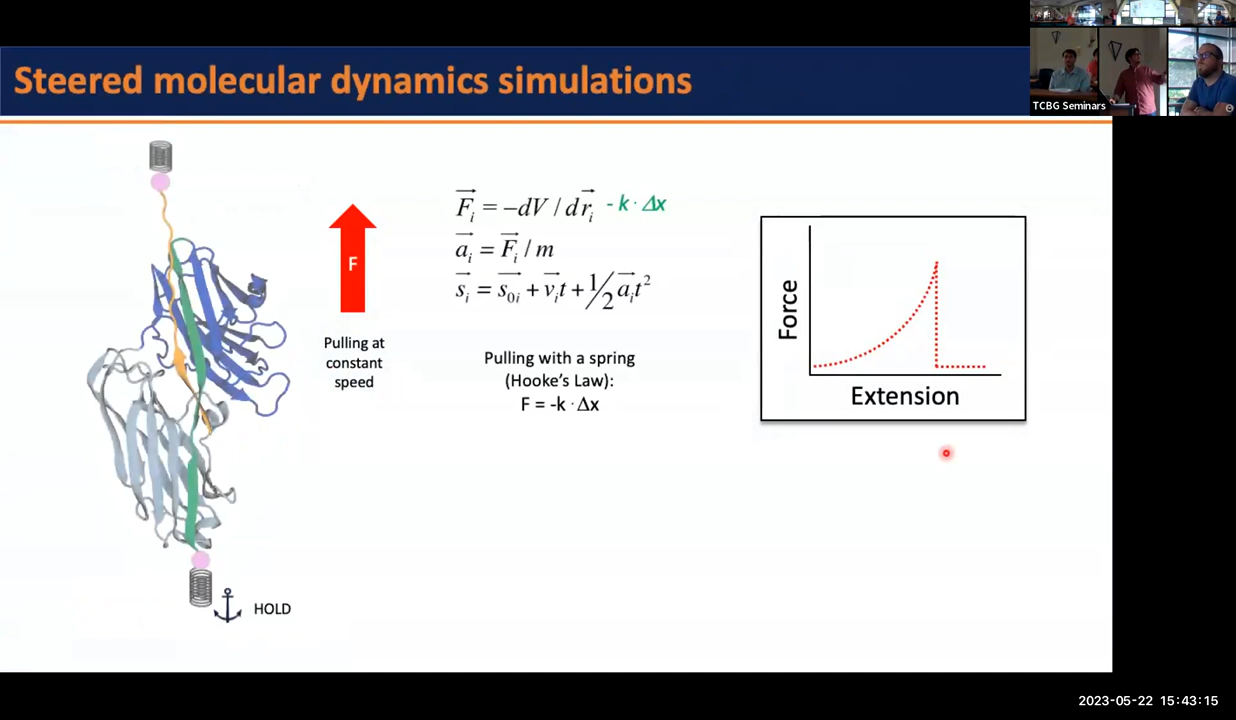 Steered molecular dynamics simulations
TCBG Seminars
F⃗ᵢ = –dV / dr⃗ᵢ - k · Δx
a⃗ᵢ = F⃗ᵢ / m
s⃗ᵢ = s⃗₀ᵢ + v⃗ᵢt + 1/2 a⃗ᵢt²
F
Pulling at
constant
speed
Pulling with a spring
(Hooke's Law):
F = -k · Δx
Force
Extension
HOLD
2023-05-22 15:43:15